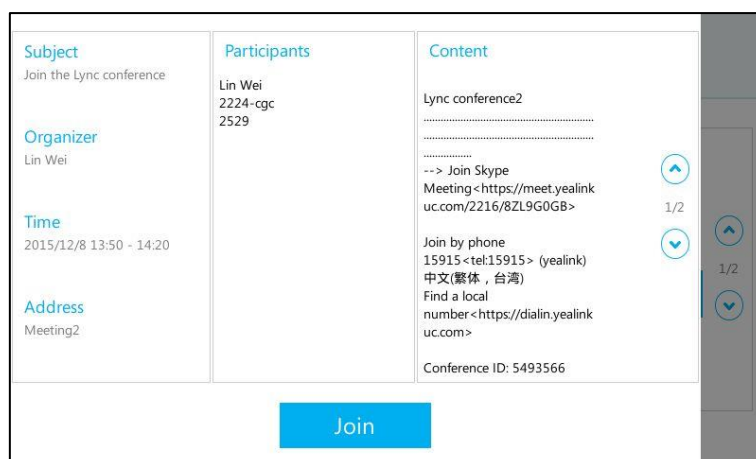 Subject
Join the Lync conference
Organizer
Lin Wei
Time
2015/12/8 13:50 - 14:20
Address
Meeting2
Participants
Lin Wei
2224-cgc
2529
Content
Lync conference2
.............................................................
.............................................................
.................
--> Join Skype
Meeting<https://meet.yealink
uc.com/2216/8ZL9G0GB>
Join by phone
15915<tel:15915> (yealink)
中文(繁体，台湾)
Find a local
number<https://dialin.yealink
uc.com>
Conference ID: 5493566
1/2
1/2
Join